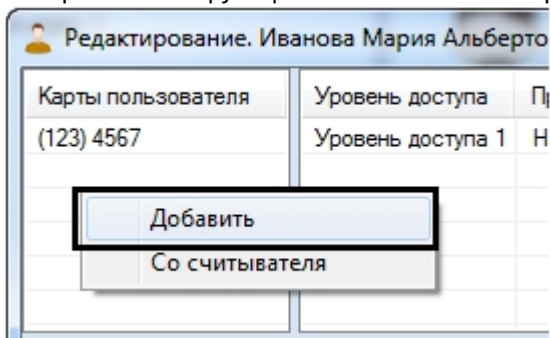 Редактирование. Иванова Мария Альберто
Карты пользователя Уровень доступа
(123) 4567 Уровень доступа 1 Н
Добавить
Со считывателя